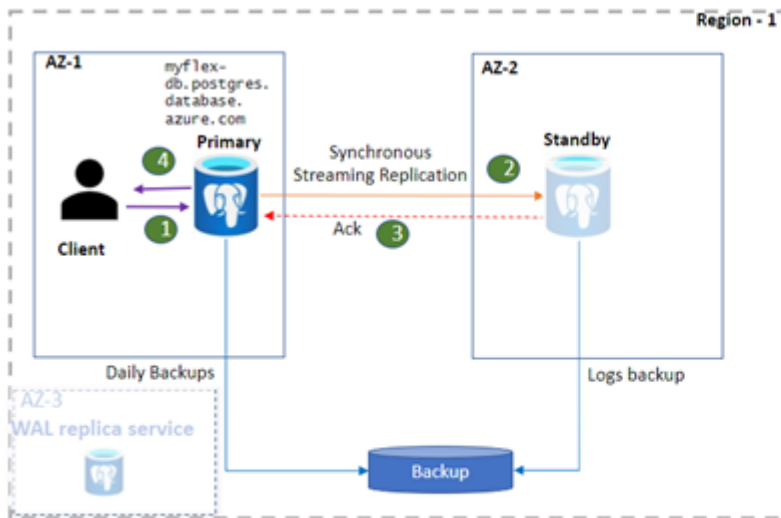 Region - 1
AZ-1
myflex-
db.postgres.
database.
azure.com
Primary
AZ-2
Standby
Synchronous
Streaming Replication
4
2
1
Ack
3
Client
Daily Backups
Logs backup
AZ-3
WAL replica service
Backup